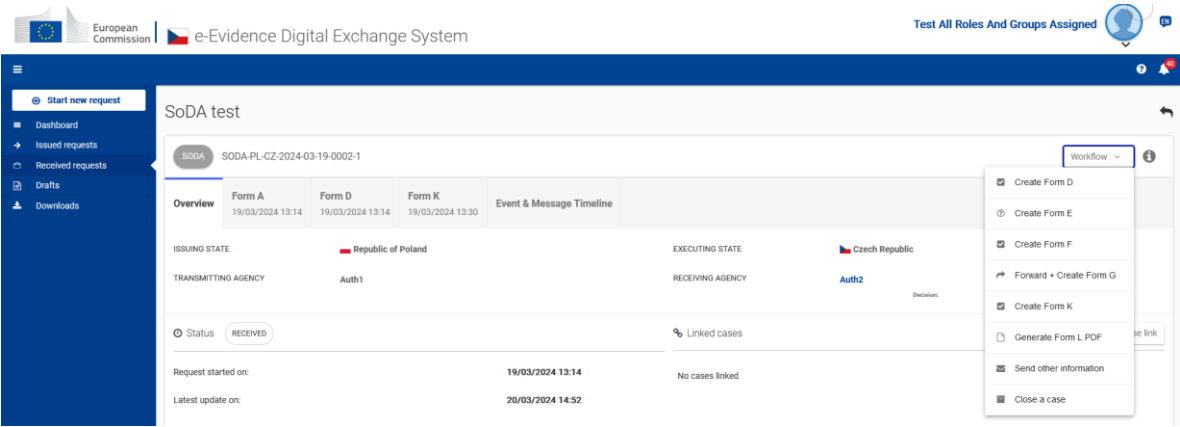 European
Commission
e-Evidence Digital Exchange System
Test All Roles And Groups Assigned
EN
40
Start new request
Dashboard
Issued requests
Received requests
Drafts
Downloads
SoDA test
SODA
SODA-PL-CZ-2024-03-19-0002-1
Workflow
Overview
Form A
19/03/2024 13:14
Form D
19/03/2024 13:14
Form K
19/03/2024 13:30
Event & Message Timeline
Create Form D
Create Form E
Create Form F
Forward + Create Form G
Create Form K
Generate Form L PDF
Send other information
Close a case
ISSUING STATE
Republic of Poland
EXECUTING STATE
Czech Republic
TRANSMITTING AGENCY
Auth1
RECEIVING AGENCY
Auth2
Decision:
Status
RECEIVED
Linked cases
se link
Request started on:
19/03/2024 13:14
No cases linked
Latest update on:
20/03/2024 14:52